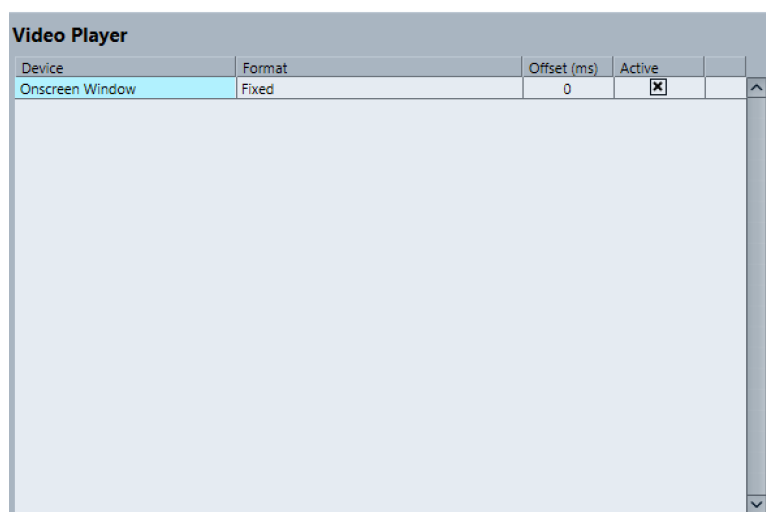 Video Player
Device Format Offset (ms) Active
Onscreen Window Fixed 0